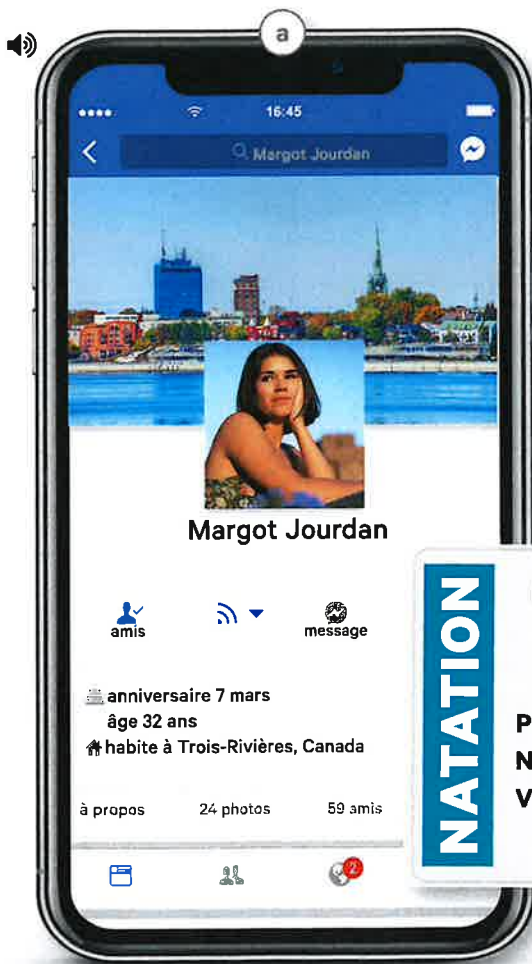 a
16:45
Margot Jourdan
Margot Jourdan
amis
message
anniversaire 7 mars
âge 32 ans
habite à Trois-Rivières, Canada
à propos
24 photos
59 amis
2
NATATION
P
N
V